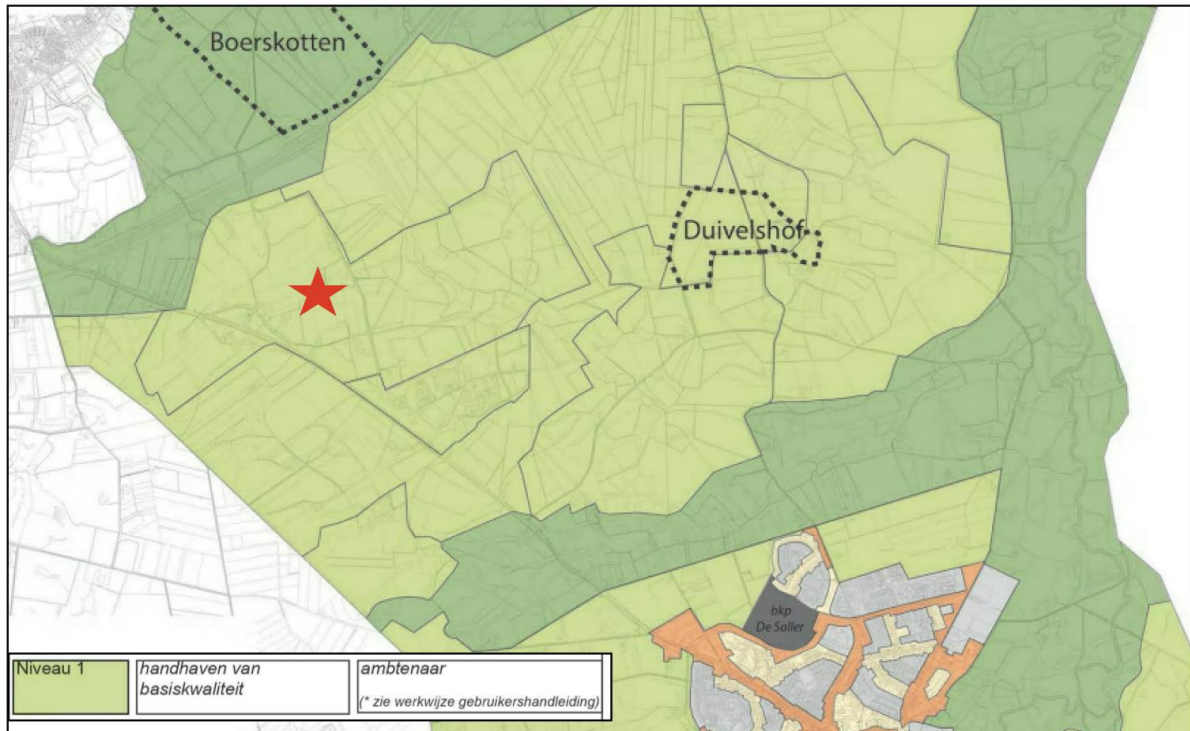 Boerskotten
Duivelshof
bkp
De Saller
Niveau 1
handhaven van
basiskwaliteit
ambtenaar
(* zie werkwijze gebruikershandleiding)